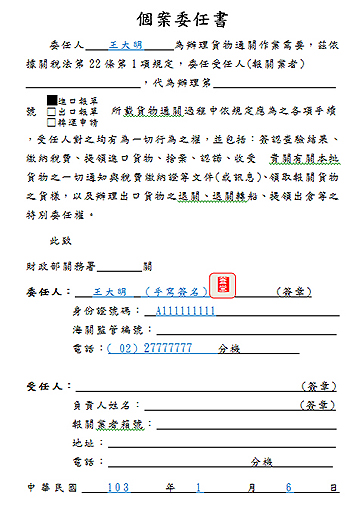 個案委任書
委任人 王大明 為辦理貨物通關作業需要，茲依
據關稅法第22條第1項規定，委任受任人(報關業者)
，代為辦理第
■進口報單
號 □出口報單 所載貨物通關過程中依規定應為之各項手續
□轉運申請
，受任人對之均有為一切行為之權，並包括：簽認查驗結果、
繳納稅費、提領進口貨物、捨棄、認諾、收受 貴關有關本批
貨物之一切通知與稅費繳納證等文件(或訊息)、領取報關貨物
之貨樣，以及辦理出口貨物之退關、退關轉船、提領出倉等之
特別委任權。
此致
財政部關務署 關
委任人： 王大明 (手寫簽名) (簽章)
身份證號碼： A111111111
海關監管編號：
電話：(02)27777777 分機
受任人： (簽章)
負責人姓名： (簽章)
報關業者箱號：
地址：
電話： 分機
中華民國 103 年 1 月 6 日